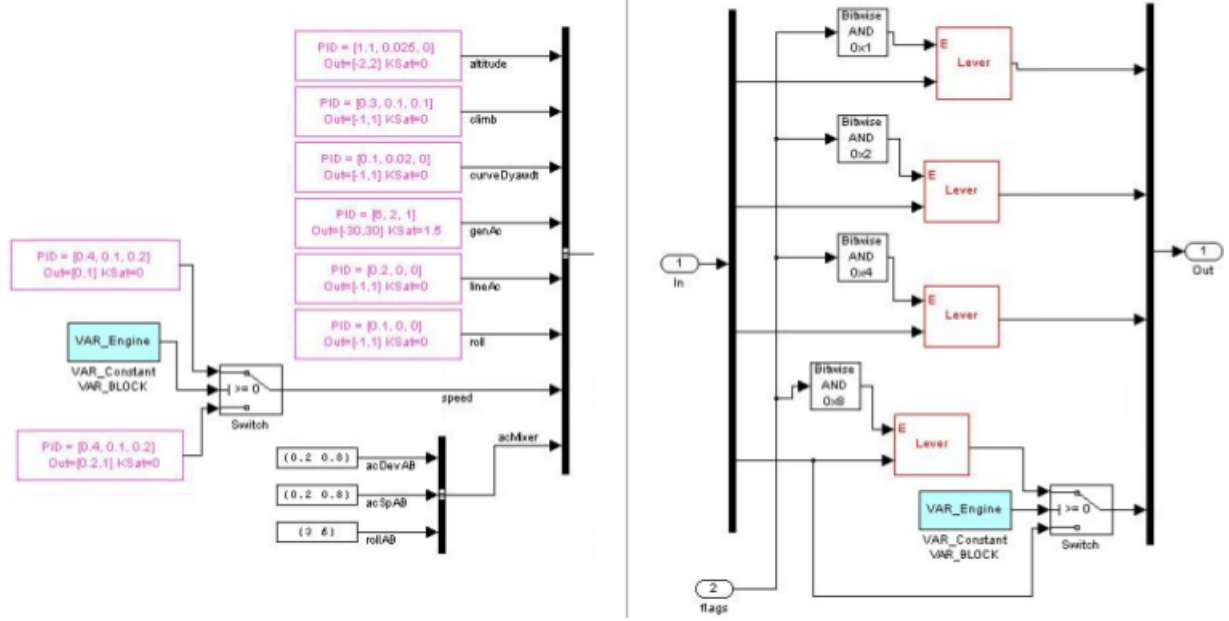 PID = [1.1, 0.025, 0]
Out=[-2,2] KSat=0
altitude
PID = [0.3, 0.1, 0.1]
Out=[-1,1] KSat=0
climb
PID = [0.1, 0.02, 0]
Out=[-1,1] KSat=0
curveDyawdt
PID = [6, 2, 1]
Out=[-30,30] KSat=1.5
genAc
PID = [0.2, 0, 0]
Out=[-1,1] KSat=0
lineAc
PID = [0.1, 0, 0]
Out=[-1,1] KSat=0
roll
PID = [0.4, 0.1, 0.2]
Out=[0,1] KSat=0
VAR_Engine
VAR_Constant
VAR_BLOCK
>= 0
Switch
speed
PID = [0.4, 0.1, 0.2]
Out=[0.2,1] KSat=0
acMixer
(0.2 0.8)
acDevAB
(0.2 0.8)
acSpAB
(3 6)
rollAB
Bitwise
AND
0x1
E
Lever
Bitwise
AND
0x2
E
Lever
Bitwise
AND
0x4
E
Lever
1
In
1
Out
Bitwise
AND
0x8
E
Lever
VAR_Engine
VAR_Constant
VAR_BLOCK
>= 0
Switch
2
flags